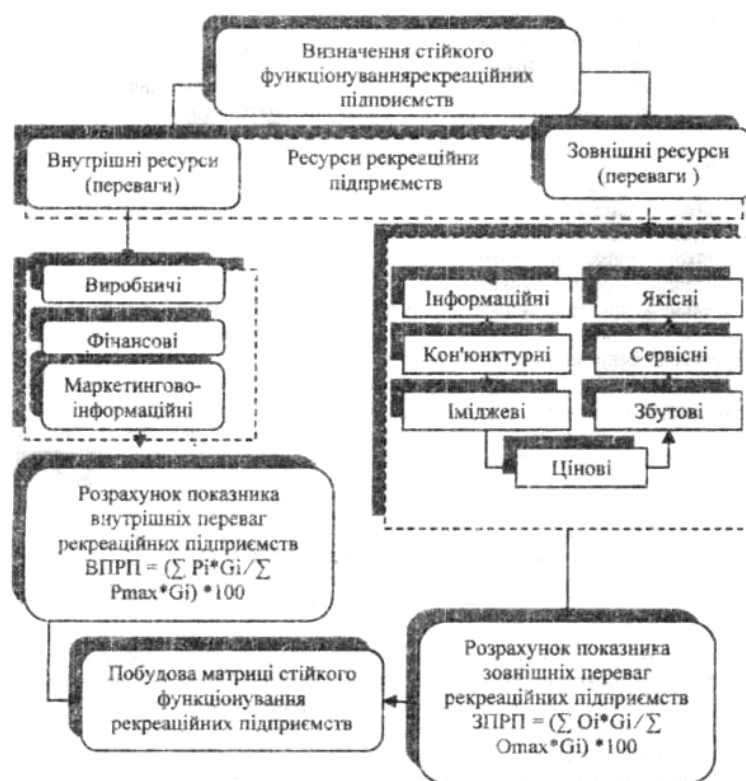 Визначення стійкого
функціонуваннярекреаційних
підприємств
Внутрішні ресурси
(переваги)
Ресурси рекреаційни
підприємств
Зовнішні ресурси
(переваги )
Виробничі
Фінансові
Маркетингово-
інформаційні
Інформаційні
Якісні
Кон'юнктурні
Сервісні
Іміджеві
Збутові
Цінові
Розрахунок показника
внутрішніх переваг
рекреаційних підприємств
ВПРП = (∑ Pi*Gi/∑
Pmax*Gi) *100
Побудова матриці стійкого
функціонування
рекреаційних підприємств
Розрахунок показника
зовнішніх переваг
рекреаційних підприємств
ЗПРП = (∑ Oi*Gi/∑
Omax*Gi) *100